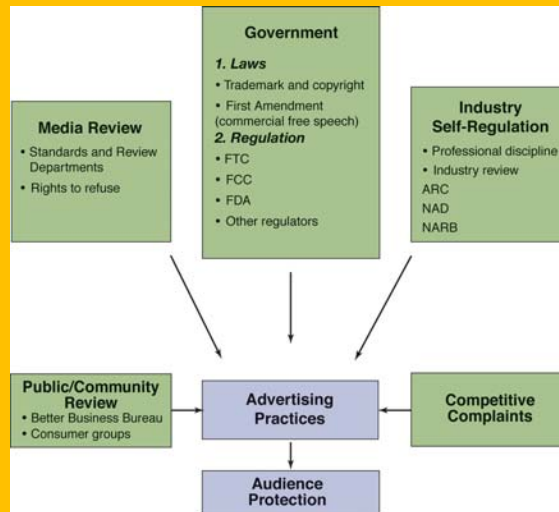 Government
1. Laws
• Trademark and copyright
• First Amendment
(commercial free speech)
2. Regulation
• FTC
• FCC
• FDA
• Other regulators
Media Review
• Standards and Review
Departments
• Rights to refuse
Industry
Self-Regulation
• Professional discipline
• Industry review
ARC
NAD
NARB
Public/Community
Review
• Better Business Bureau
• Consumer groups
Advertising
Practices
Competitive
Complaints
Audience
Protection